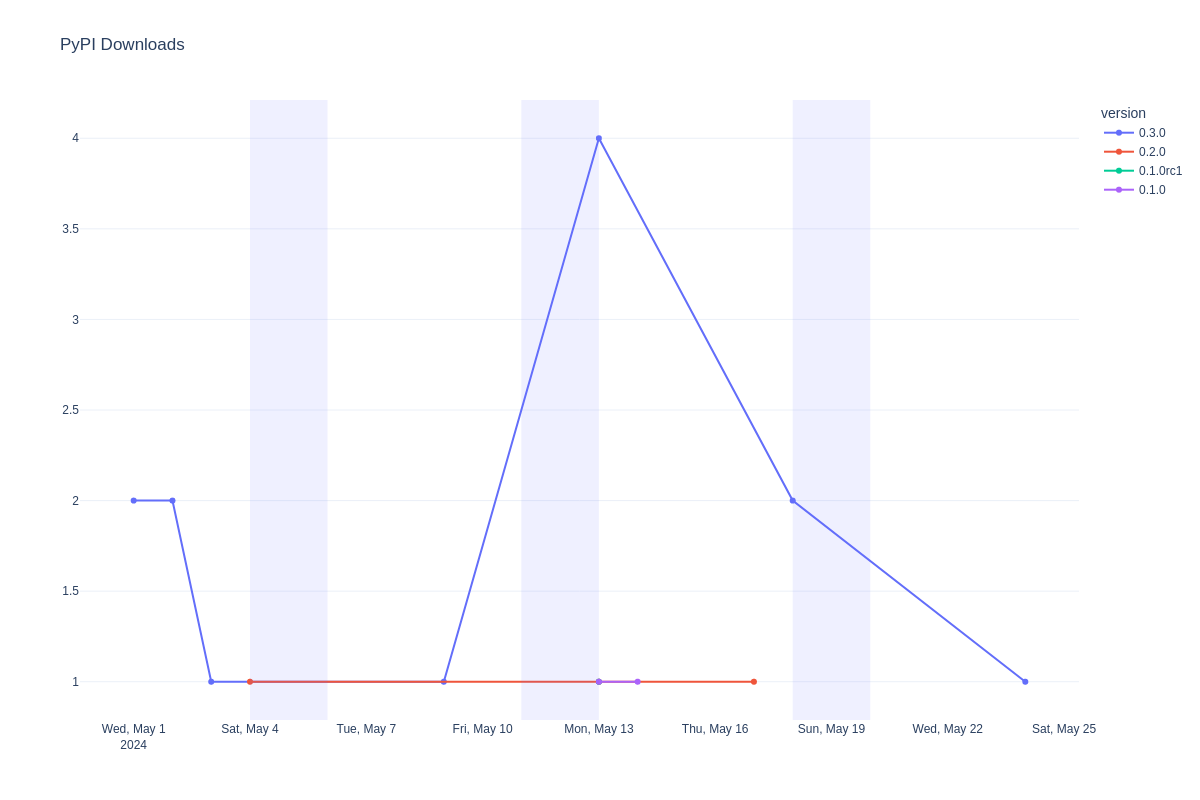 PyPI Downloads
version
0.3.0
0.2.0
0.1.0rc1
0.1.0
4
3.5
3
2.5
2
1.5
1
Wed, May 1
2024
Sat, May 4
Tue, May 7
Fri, May 10
Mon, May 13
Thu, May 16
Sun, May 19
Wed, May 22
Sat, May 25